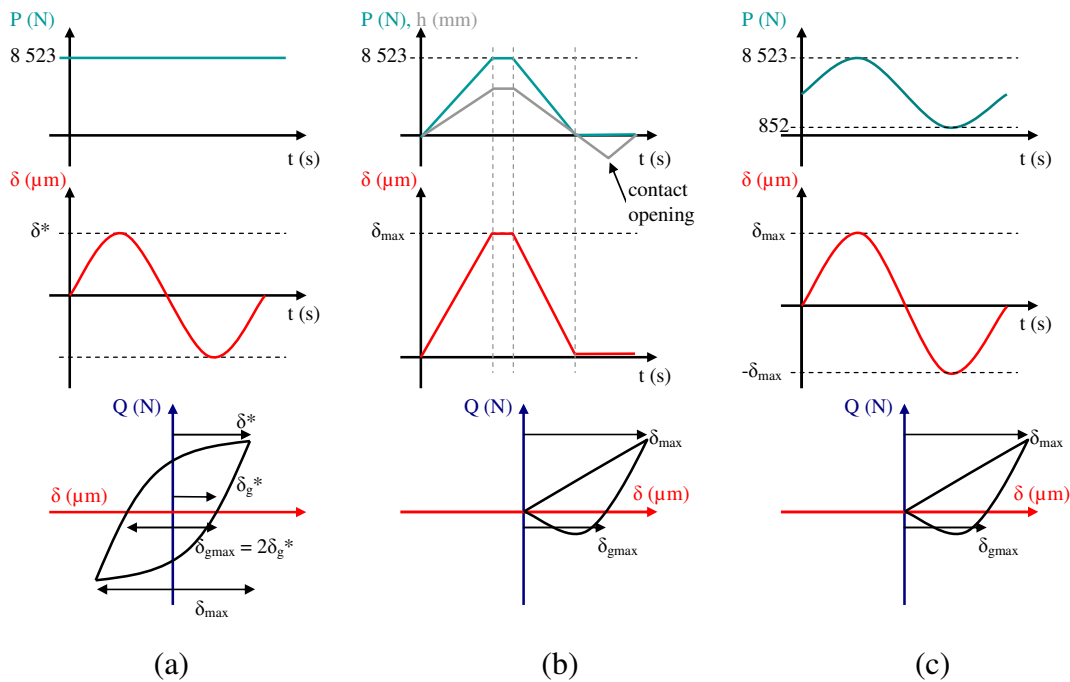 P (N)
8 523
t (s)
δ (µm)
δ*
t (s)
Q (N)
δ*
δg*
δ (µm)
δgmax = 2δg*
δmax
(a)
P (N), h (mm)
8 523
t (s)
contact
opening
δ (µm)
δmax
t (s)
Q (N)
δmax
δ (µm)
δgmax
(b)
P (N)
8 523
852
t (s)
δ (µm)
δmax
t (s)
-δmax
Q (N)
δmax
δ (µm)
δgmax
(c)